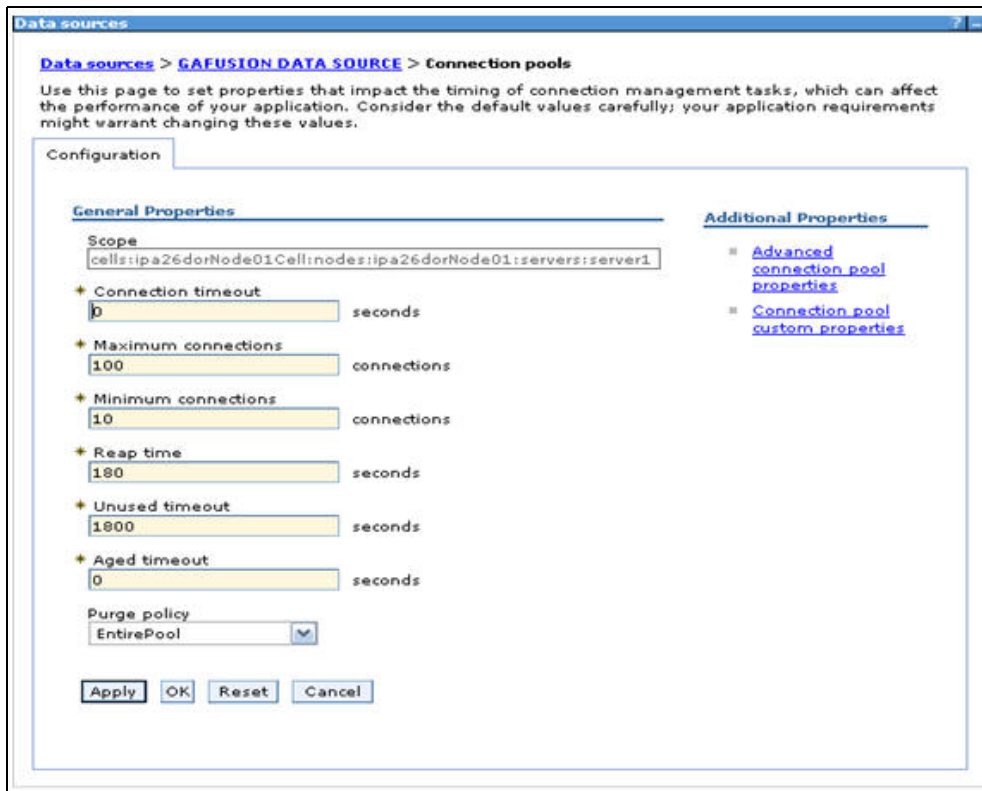 Data sources
? –
Data sources > GAFUSION DATA SOURCE > Connection pools
Use this page to set properties that impact the timing of connection management tasks, which can affect
the performance of your application. Consider the default values carefully; your application requirements
might warrant changing these values.
Configuration
General Properties
Scope
cells:ipa26dorNode01Cell:nodes:ipa26dorNode01:servers:server1
* Connection timeout
0 seconds
* Maximum connections
100 connections
* Minimum connections
10 connections
* Reap time
180 seconds
* Unused timeout
1800 seconds
* Aged timeout
0 seconds
Purge policy
EntirePool
Apply OK Reset Cancel
Additional Properties
Advanced
connection pool
properties
Connection pool
custom properties